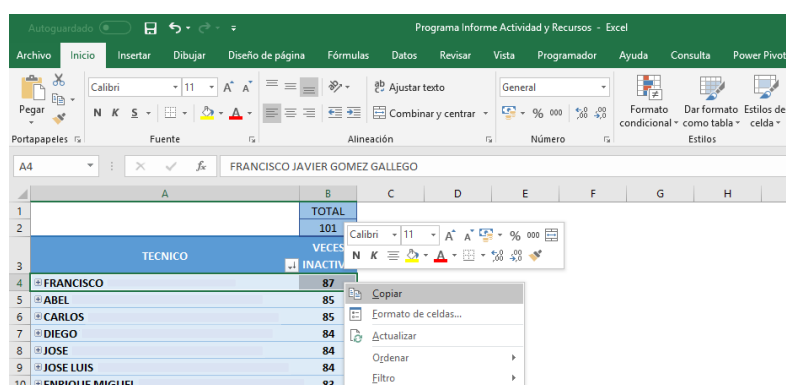 Autoguardado
Programa Informe Actividad y Recursos - Excel
Archivo Inicio Insertar Dibujar Diseño de página Fórmulas Datos Revisar Vista Programador Ayuda Consulta Power Pivot
Pegar
Calibri 11 A A
N K S A
Ajustar texto
Combinar y centrar
General
% 000
Formato condicional
Dar formato como tabla
Estilos de celda
Portapapeles Fuente Alineación Número Estilos
A4 fx FRANCISCO JAVIER GOMEZ GALLEGO
A B C D E F G H
1 TOTAL
2 101
Calibri 11 A A % 000
N K A
3 TECNICO VECES
4 FRANCISCO 87
5 ABEL 85
6 CARLOS 85
7 DIEGO 84
8 JOSE 84
9 JOSE LUIS 84
10 ENRIQUE MIGUEL 83
Copiar
Formato de celdas...
Actualizar
Ordenar
Filtro